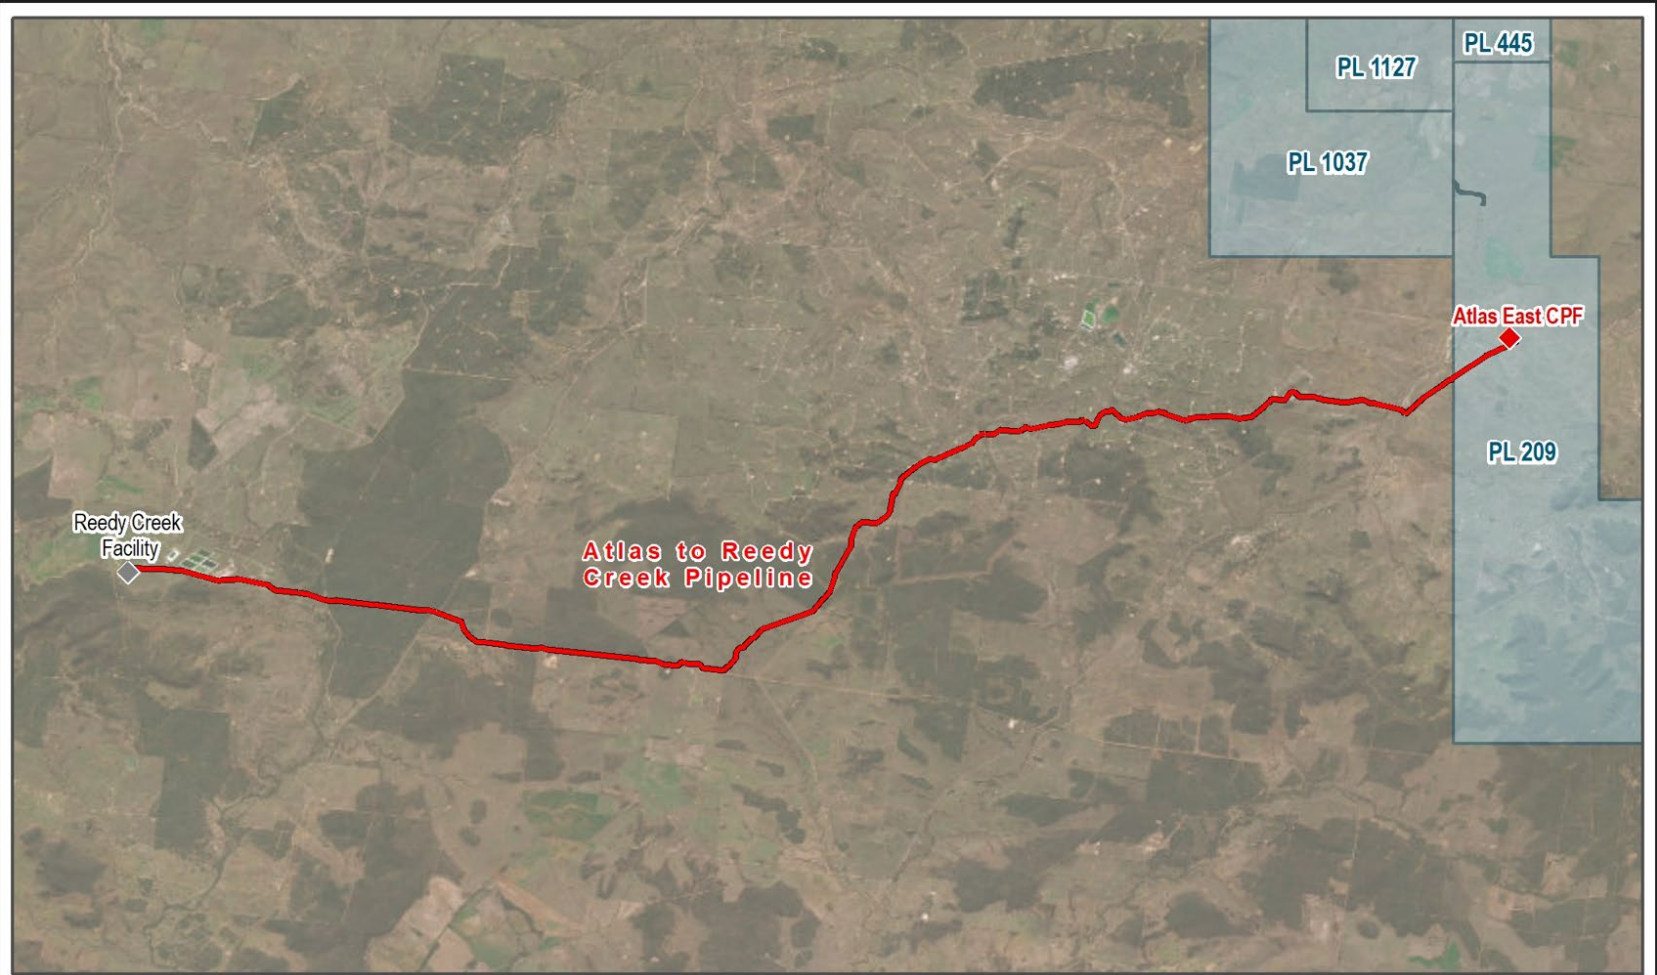 PL 445
PL 1127
PL 1037
Atlas East CPF
PL 209
Reedy Creek
Facility
Atlas to Reedy
Creek Pipeline